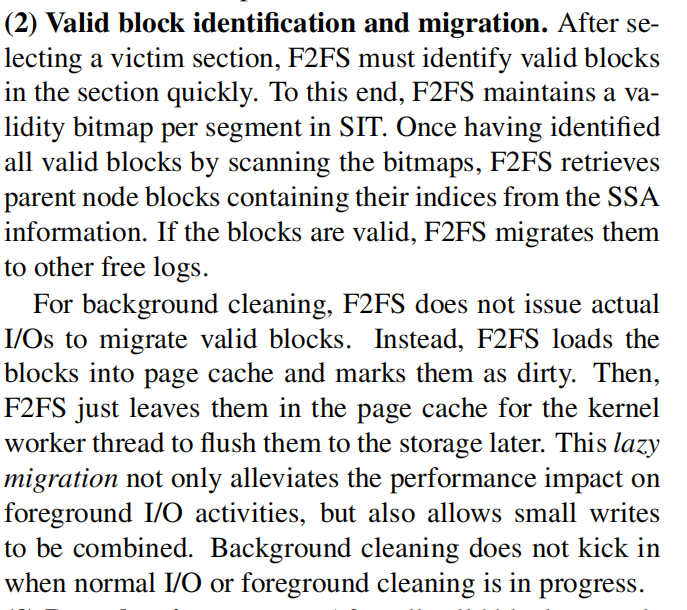 (2) Valid block identification and migration. After se-
lecting a victim section, F2FS must identify valid blocks
in the section quickly. To this end, F2FS maintains a va-
lidity bitmap per segment in SIT. Once having identified
all valid blocks by scanning the bitmaps, F2FS retrieves
parent node blocks containing their indices from the SSA
information. If the blocks are valid, F2FS migrates them
to other free logs.
For background cleaning, F2FS does not issue actual
I/Os to migrate valid blocks. Instead, F2FS loads the
blocks into page cache and marks them as dirty. Then,
F2FS just leaves them in the page cache for the kernel
worker thread to flush them to the storage later. This lazy
migration not only alleviates the performance impact on
foreground I/O activities, but also allows small writes
to be combined. Background cleaning does not kick in
when normal I/O or foreground cleaning is in progress.